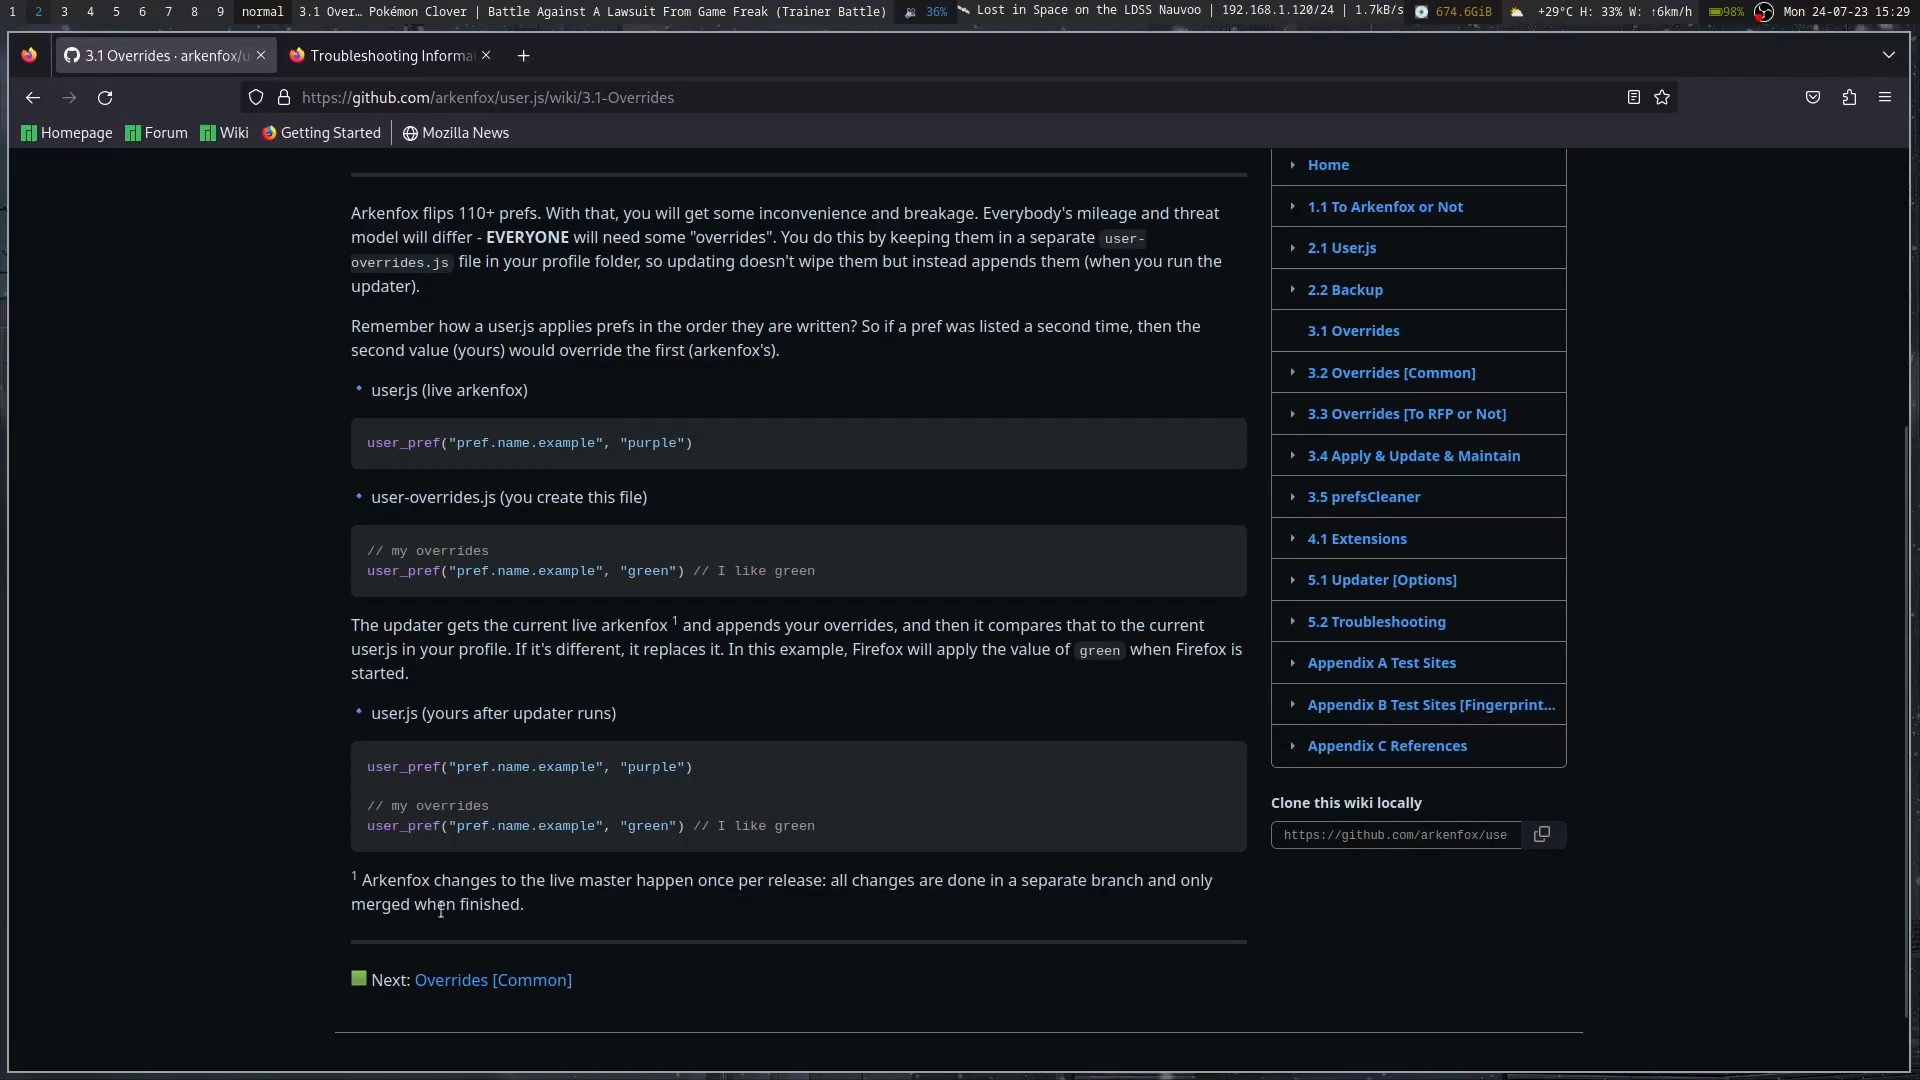 1 2 3 4 5 6 7 8 9 normal 3.1 Over… Pokémon Clover | Battle Against A Lawsuit From Game Freak (Trainer Battle) 36% Lost in Space on the LDSS Nauvoo | 192.168.1.120/24 | 1.7kB/s 674.6GiB +29°C H: 33% W: ↑6km/h 98% Mon 24-07-23 15:29
3.1 Overrides · arkenfox/u
Troubleshooting Informa
https://github.com/arkenfox/user.js/wiki/3.1-Overrides
Homepage Forum Wiki Getting Started Mozilla News
Arkenfox flips 110+ prefs. With that, you will get some inconvenience and breakage. Everybody's mileage and threat
model will differ - EVERYONE will need some "overrides". You do this by keeping them in a separate user-
overrides.js file in your profile folder, so updating doesn't wipe them but instead appends them (when you run the
updater).
Remember how a user.js applies prefs in the order they are written? So if a pref was listed a second time, then the
second value (yours) would override the first (arkenfox's).
user.js (live arkenfox)
user_pref("pref.name.example", "purple")
user-overrides.js (you create this file)
// my overrides
user_pref("pref.name.example", "green") // I like green
The updater gets the current live arkenfox 1 and appends your overrides, and then it compares that to the current
user.js in your profile. If it's different, it replaces it. In this example, Firefox will apply the value of green when Firefox is
started.
user.js (yours after updater runs)
user_pref("pref.name.example", "purple")
// my overrides
user_pref("pref.name.example", "green") // I like green
1 Arkenfox changes to the live master happen once per release: all changes are done in a separate branch and only
merged when finished.
Next: Overrides [Common]
Home
1.1 To Arkenfox or Not
2.1 User.js
2.2 Backup
3.1 Overrides
3.2 Overrides [Common]
3.3 Overrides [To RFP or Not]
3.4 Apply & Update & Maintain
3.5 prefsCleaner
4.1 Extensions
5.1 Updater [Options]
5.2 Troubleshooting
Appendix A Test Sites
Appendix B Test Sites [Fingerprint...
Appendix C References
Clone this wiki locally
https://github.com/arkenfox/use